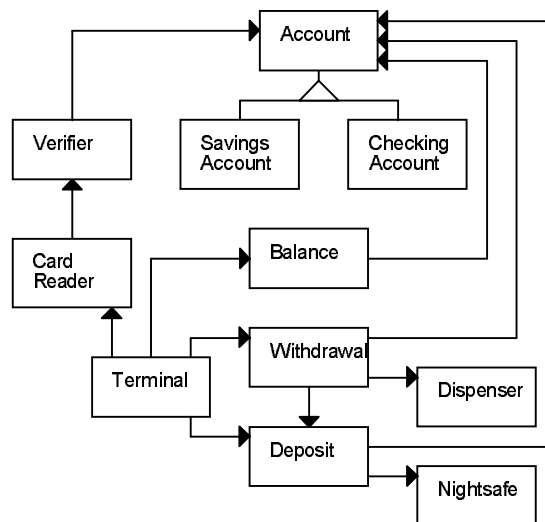 Account
Savings
Account
Checking
Account
Verifier
Card
Reader
Balance
Withdrawal
Terminal
Dispenser
Deposit
Nightsafe